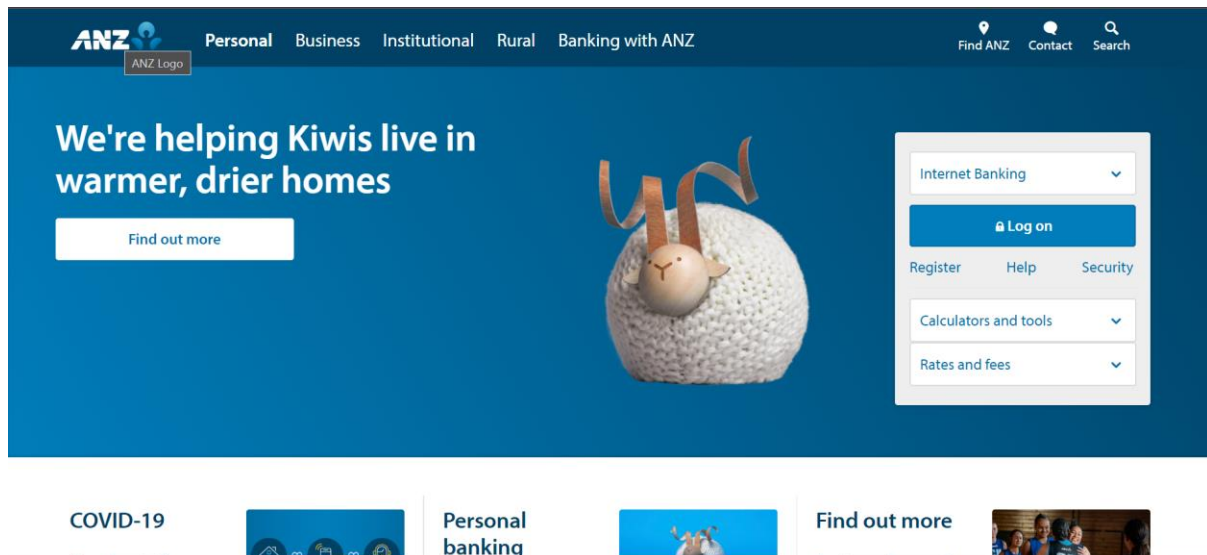 ANZ
Personal Business Institutional Rural Banking with ANZ
Find ANZ Contact Search
ANZ Logo
We're helping Kiwis live in
warmer, drier homes
Find out more
Internet Banking
Log on
Register Help Security
Calculators and tools
Rates and fees
COVID-19
Personal
banking
Find out more